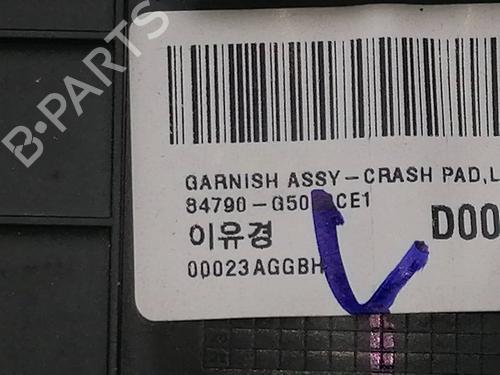 B·PARTS
GARNISH ASSY-CRASH PAD,L
84790-G50
CE1
이유경
D00
00023AGGBH